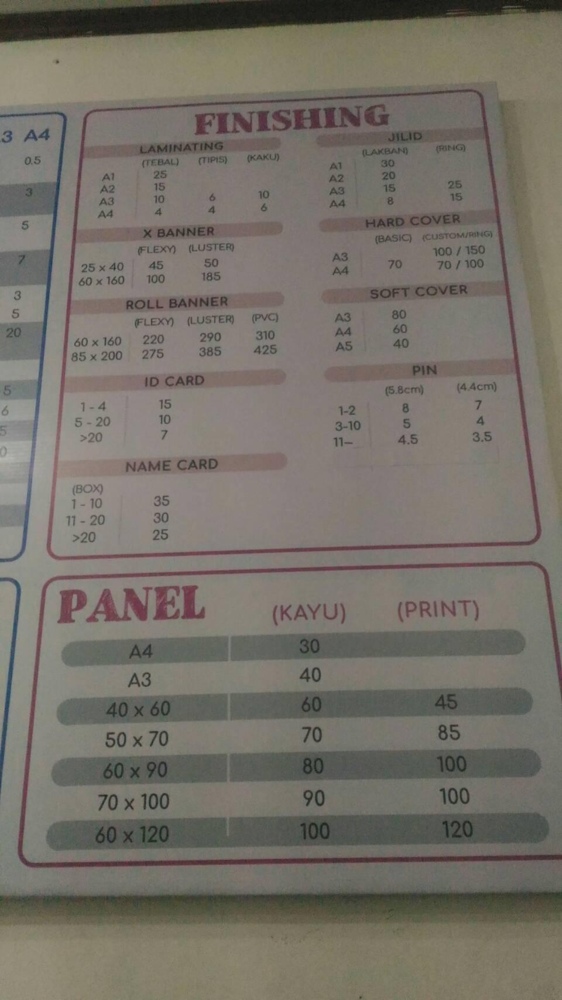 .3 A4
0.5
3
5
7
3
5
20
5
6
5
0
FINISHING
LAMINATING
(TEBAL) (TIPIS) (KAKU)
A1 25
A2 15
A3 10 6 10
A4 4 4 6
X BANNER
(FLEXY) (LUSTER)
25 x 40 45 50
60 x 160 100 185
ROLL BANNER
(FLEXY) (LUSTER) (PVC)
60 x 160 220 290 310
85 x 200 275 385 425
ID CARD
1 - 4 15
5 - 20 10
>20 7
NAME CARD
(BOX)
1 - 10 35
11 - 20 30
>20 25
JILID
(LAKBAN) (RING)
A1 30
A2 20
A3 15 25
A4 8 15
HARD COVER
(BASIC) (CUSTOM/RING)
A3 100 / 150
A4 70 70 / 100
SOFT COVER
A3 80
A4 60
A5 40
PIN
(5.8cm) (4.4cm)
1-2 8 7
3-10 5 4
11— 4.5 3.5
PANEL (KAYU) (PRINT)
A4 30
A3 40
40 x 60 60 45
50 x 70 70 85
60 x 90 80 100
70 x 100 90 100
60 x 120 100 120